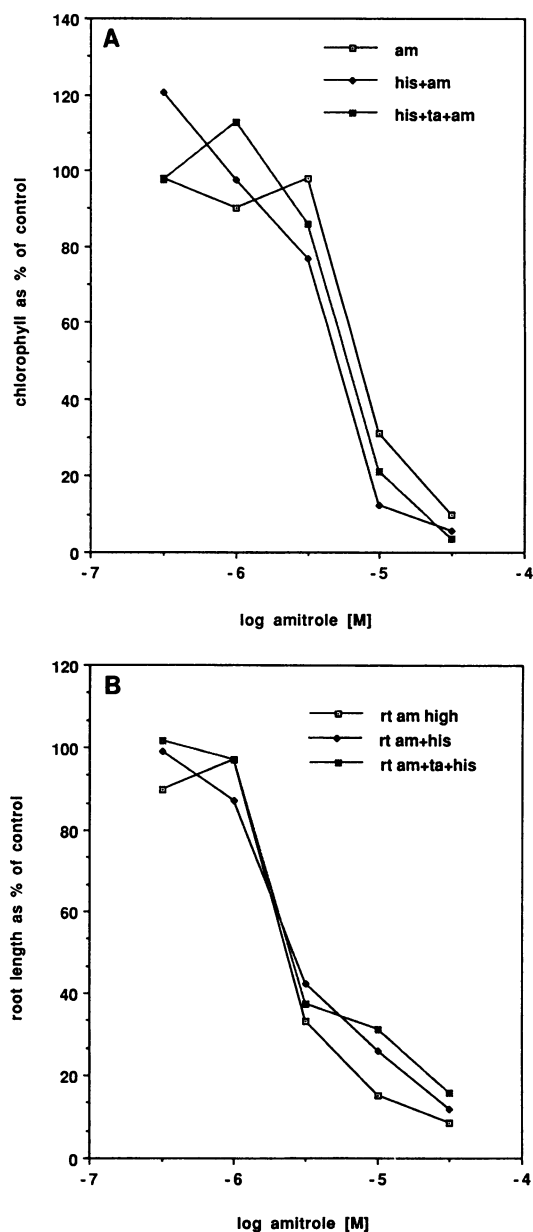 A
140
120
100
80
60
40
20
0
-7
-6
-5
-4
am
his+am
his+ta+am
chlorophyll as % of control
log amitrole [M]
B
120
100
80
60
40
20
0
-7
-6
-5
-4
rt am high
rt am+his
rt am+ta+his
root length as % of control
log amitrole [M]